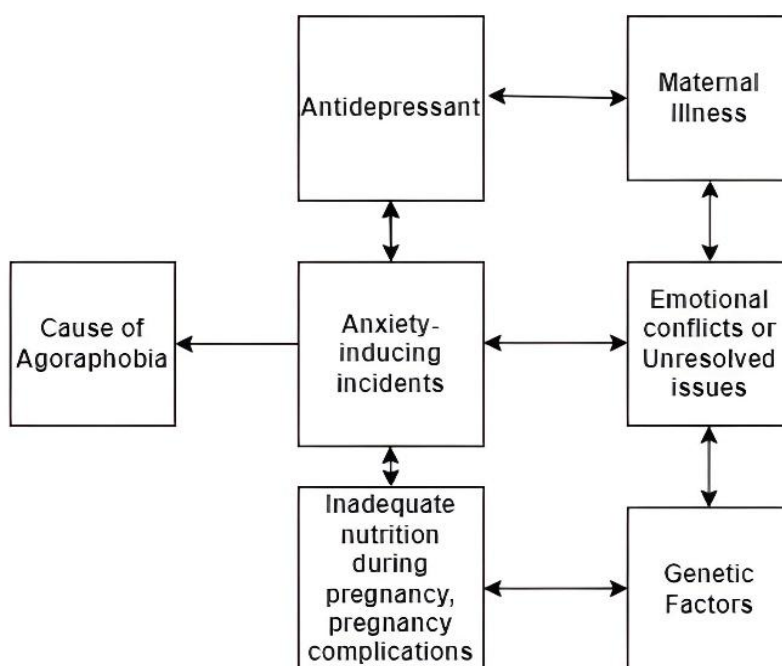 Antidepressant
Maternal
Illness
Cause of
Agoraphobia
Anxiety-
inducing
incidents
Emotional
conflicts or
Unresolved
issues
Inadequate
nutrition
during
pregnancy,
pregnancy
complications
Genetic
Factors